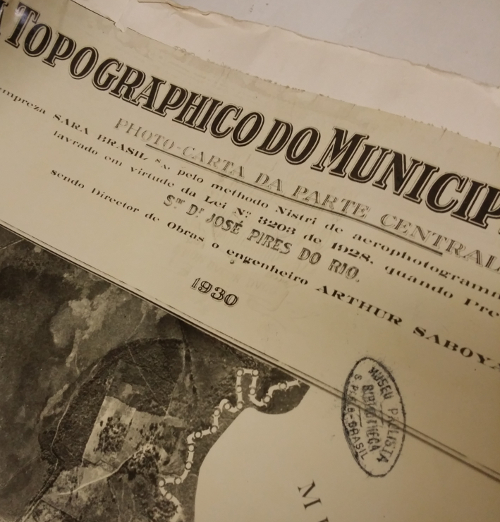 TOPOGRAPHICO DO MUNICIP
PHOTO-CARTA DA PARTE CENTRAL
empreza SARA BRASIL S/A, pelo methodo Nistri de aerophotogramm
lavrado em virtude da Lei Nº 3203 de 1928, quando Pre
Snr Dr JOSÉ PIRES DO RIO.
sendo Director de Obras o engenheiro ARTHUR SABOYA
1930
MUSEU PAULISTA
BIBLIOTHECA
S. PAULO-BRASIL
M